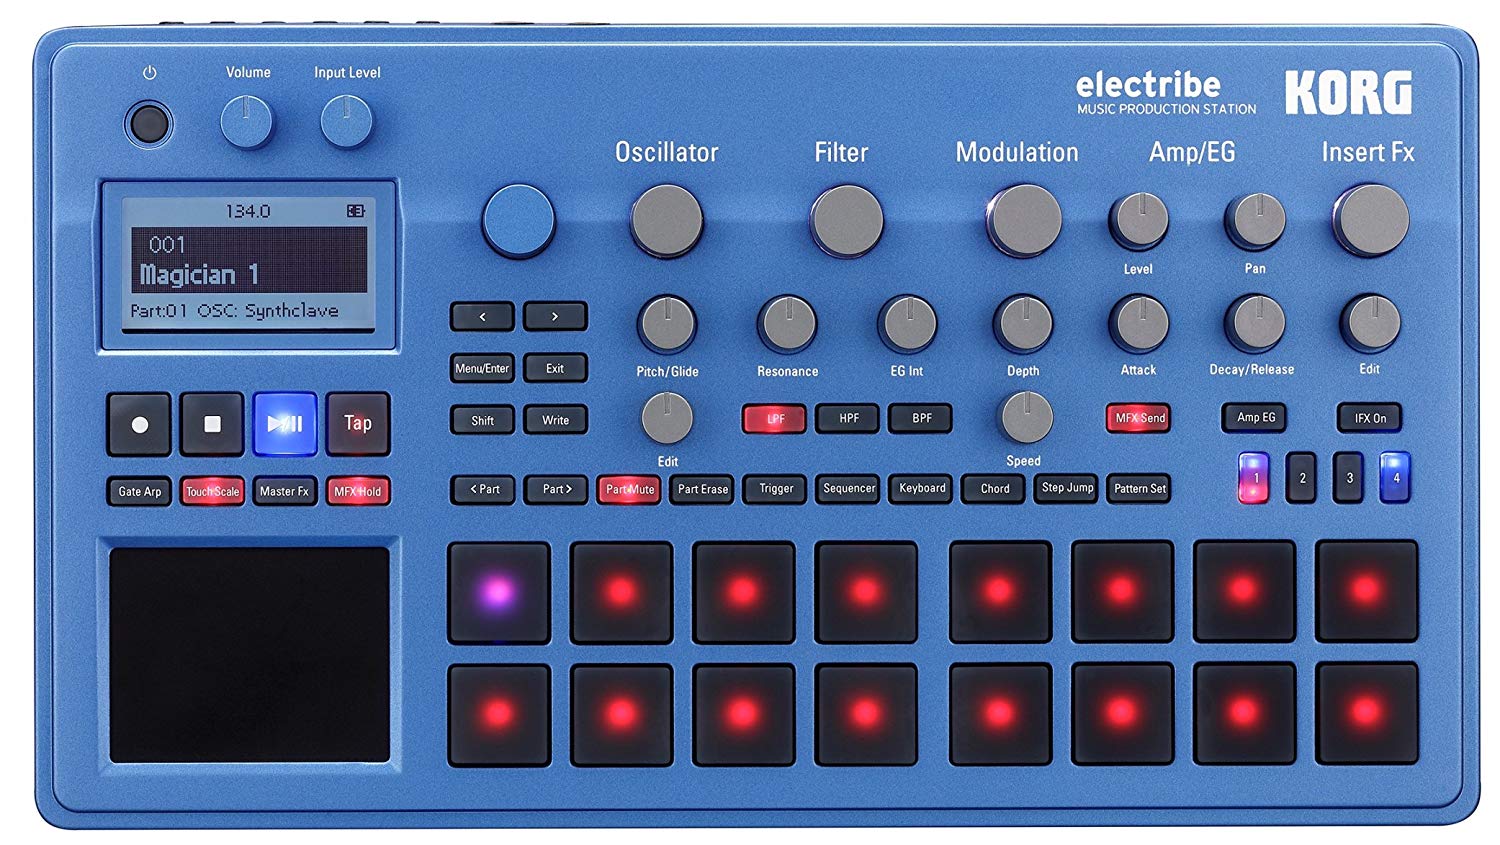 Volume
Input Level
electribe
MUSIC PRODUCTION STATION
KORG
Oscillator
Filter
Modulation
Amp/EG
Insert Fx
134.0
001
Magician 1
Part:01 OSC: Synthclave
Level
Pan
<
>
Pitch/Glide
Resonance
EG Int
Depth
Attack
Decay/Release
Edit
Menu/Enter
Exit
Tap
Shift
Write
LPF
HPF
BPF
MFX Send
Amp EG
IFX On
Edit
Speed
Gate Arp
Touch Scale
Master Fx
MFX Hold
< Part
Part >
Part Mute
Part Erase
Trigger
Sequencer
Keyboard
Chord
Step Jump
Pattern Set
1
2
3
4